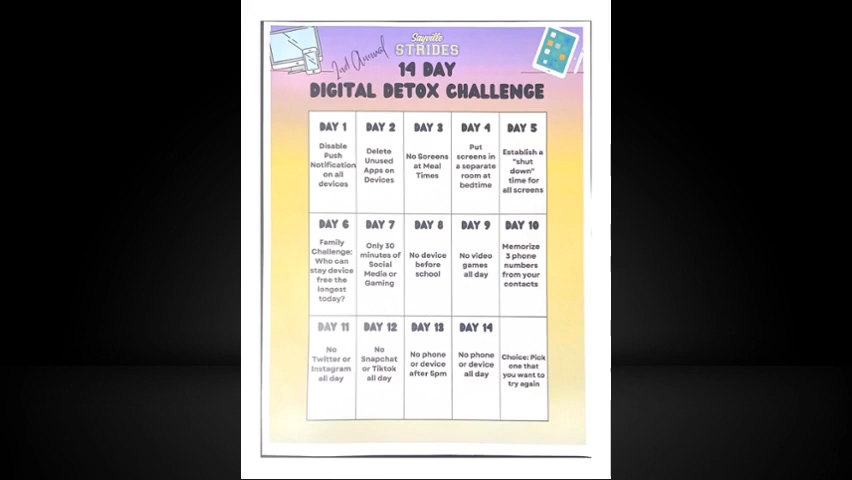 Sayville
STRIDES
2nd Annual
14 DAY
DIGITAL DETOX CHALLENGE
DAY 1
Disable
Push
Notification
on all
devices
DAY 2
Delete
Unused
Apps on
Devices
DAY 3
No Screens
at Meal
Times
DAY 4
Put
screens in
a separate
room at
bedtime
DAY 5
Establish a
"shut
down"
time for
all screens
DAY 6
Family
Challenge:
Who can
stay device
free the
longest
today?
DAY 7
Only 30
minutes of
Social
Media or
Gaming
DAY 8
No device
before
school
DAY 9
No video
games
all day
DAY 10
Memorize
3 phone
numbers
from your
contacts
DAY 11
No
Twitter or
Instagram
all day
DAY 12
No
Snapchat
or Tiktok
all day
DAY 13
No phone
or device
after 5pm
DAY 14
No phone
or device
all day
Choice: Pick
one that
you want to
try again